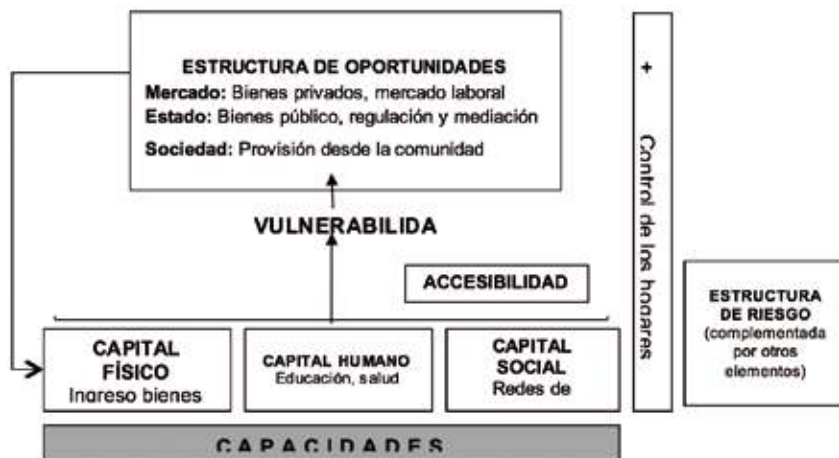 ESTRUCTURA DE OPORTUNIDADES
Mercado: Bienes privados, mercado laboral
Estado: Bienes público, regulación y mediación
Sociedad: Provisión desde la comunidad
VULNERABILIDA
ACCESIBILIDAD
CAPITAL
FÍSICO
Ingreso bienes
CAPITAL HUMANO
Educación, salud
CAPITAL
SOCIAL
Redes de
CAPACIDADES
+
Control de los hogares
ESTRUCTURA
DE RIESGO
(complementada
por otros
elementos)